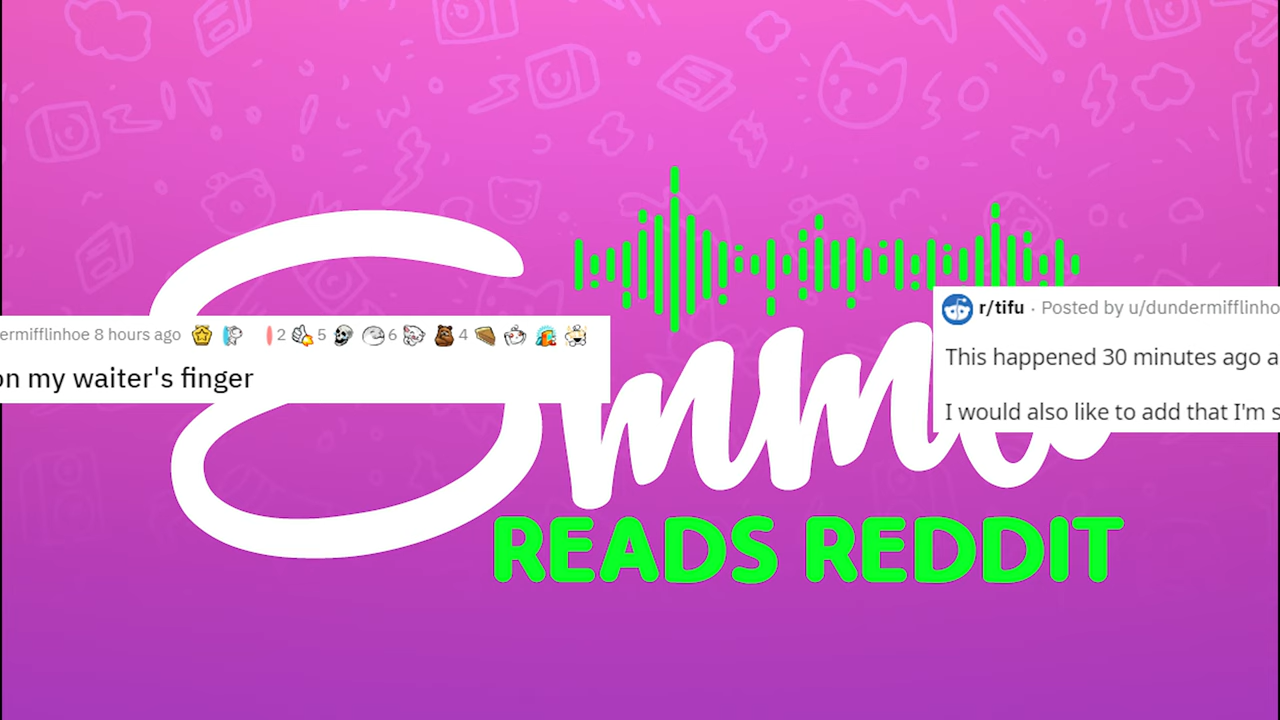 r/tifu · Posted by u/dundermifflinho
ermifflinhoe 8 hours ago 2 5 6 4
This happened 30 minutes ago a
on my waiter's finger
I would also like to add that I'm s
READS REDDIT